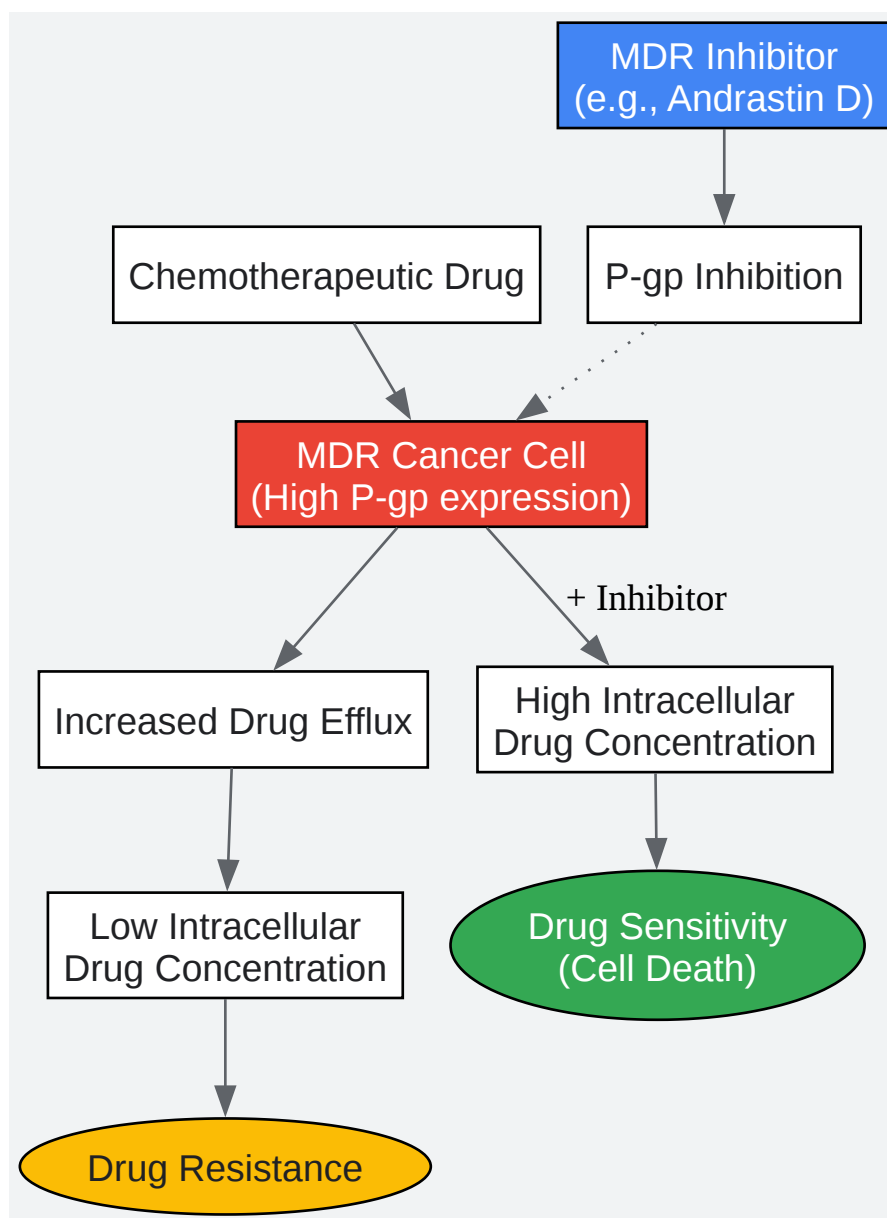 MDR Inhibitor
(e.g., Andrastin D)
Chemotherapeutic Drug
P-gp Inhibition
MDR Cancer Cell
(High P-gp expression)
+ Inhibitor
Increased Drug Efflux
High Intracellular
Drug Concentration
Low Intracellular
Drug Concentration
Drug Sensitivity
(Cell Death)
Drug Resistance